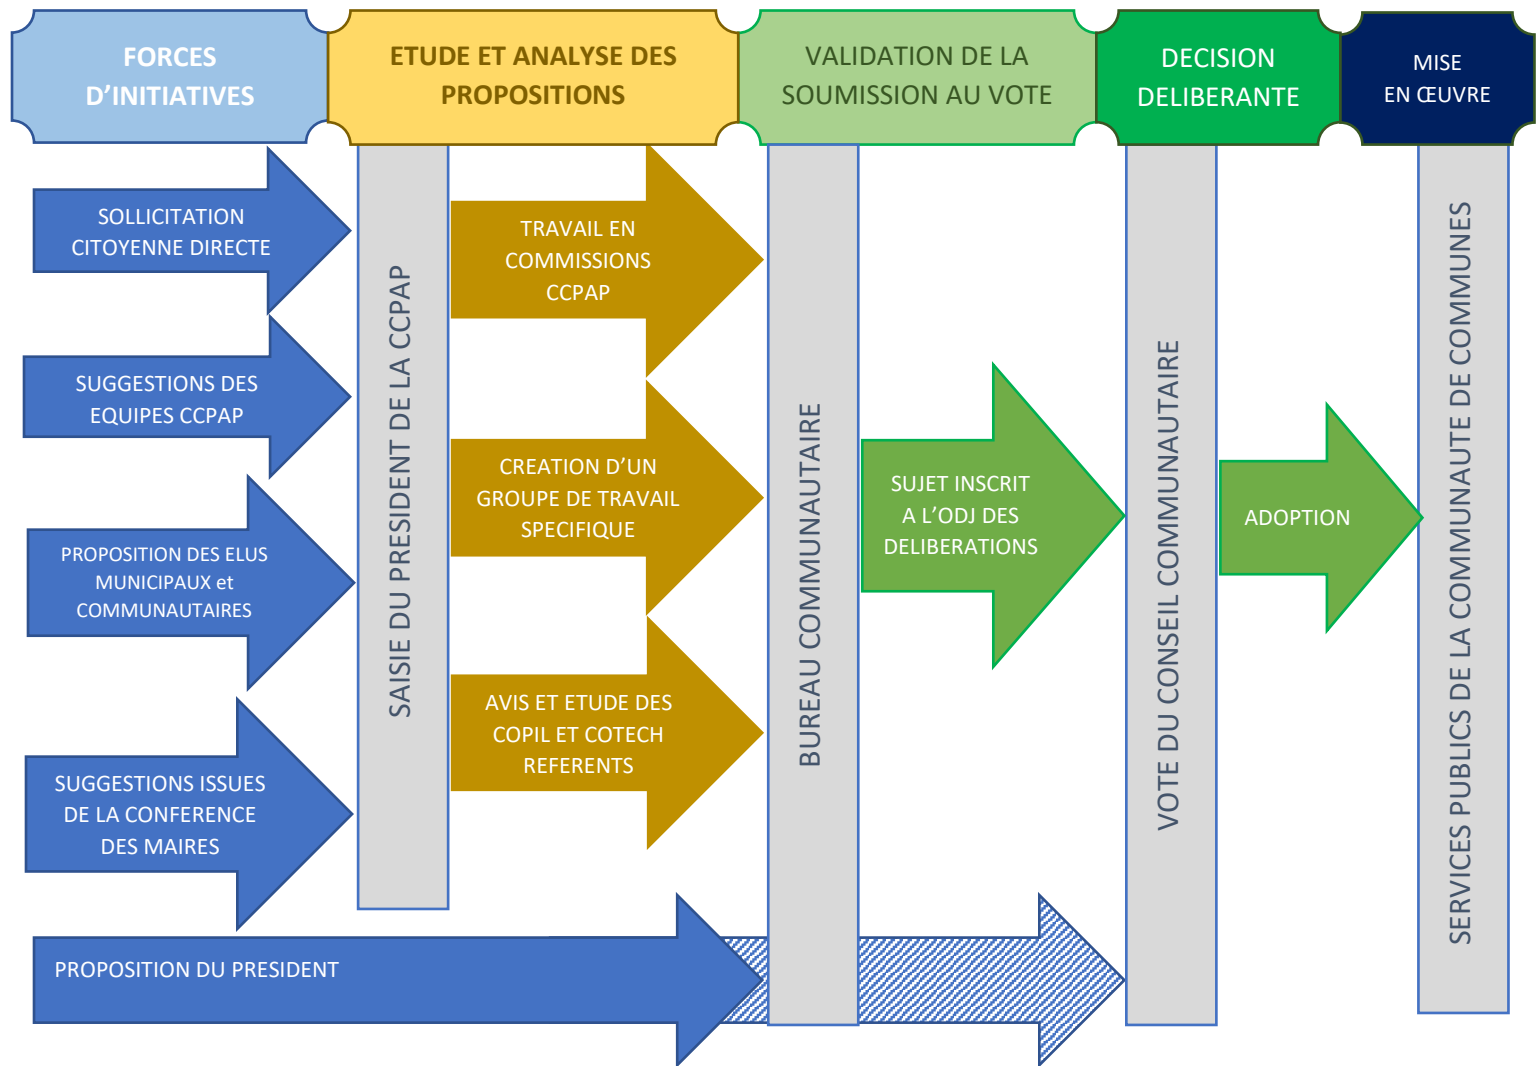 FORCES
D'INITIATIVES
ETUDE ET ANALYSE DES
PROPOSITIONS
VALIDATION DE LA
SOUMISSION AU VOTE
DECISION
DELIBERANTE
MISE
EN ŒUVRE
SOLLICITATION
CITOYENNE DIRECTE
SUGGESTIONS DES
EQUIPES CCPAP
PROPOSITION DES ELUS
MUNICIPAUX et
COMMUNAUTAIRES
SUGGESTIONS ISSUES
DE LA CONFERENCE
DES MAIRES
PROPOSITION DU PRESIDENT
SAISIE DU PRESIDENT DE LA CCPAP
TRAVAIL EN
COMMISSIONS
CCPAP
CREATION D'UN
GROUPE DE TRAVAIL
SPECIFIQUE
AVIS ET ETUDE DES
COPIL ET COTECH
REFERENTS
BUREAU COMMUNAUTAIRE
SUJET INSCRIT
A L'ODJ DES
DELIBERATIONS
VOTE DU CONSEIL COMMUNAUTAIRE
ADOPTION
SERVICES PUBLICS DE LA COMMUNAUTE DE COMMUNES